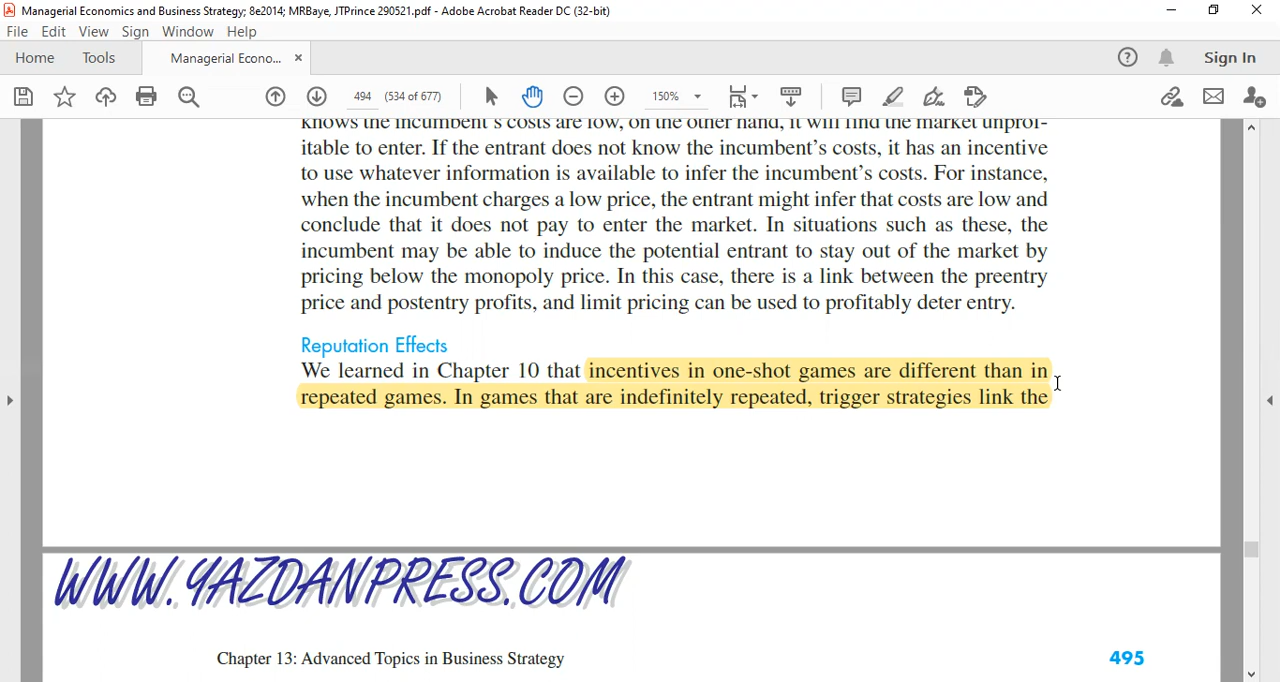 Managerial Economics and Business Strategy; 8e2014; MRBaye, JTPrince 290521.pdf - Adobe Acrobat Reader DC (32-bit)
File Edit View Sign Window Help
Home Tools Managerial Econo... × Sign In
494 (534 of 677) 150%
knows the incumbent's costs are low, on the other hand, it will find the market unprof-
itable to enter. If the entrant does not know the incumbent's costs, it has an incentive
to use whatever information is available to infer the incumbent's costs. For instance,
when the incumbent charges a low price, the entrant might infer that costs are low and
conclude that it does not pay to enter the market. In situations such as these, the
incumbent may be able to induce the potential entrant to stay out of the market by
pricing below the monopoly price. In this case, there is a link between the preentry
price and postentry profits, and limit pricing can be used to profitably deter entry.
Reputation Effects
We learned in Chapter 10 that incentives in one-shot games are different than in
repeated games. In games that are indefinitely repeated, trigger strategies link the
WWW.YAZDANPRESS.COM
Chapter 13: Advanced Topics in Business Strategy 495